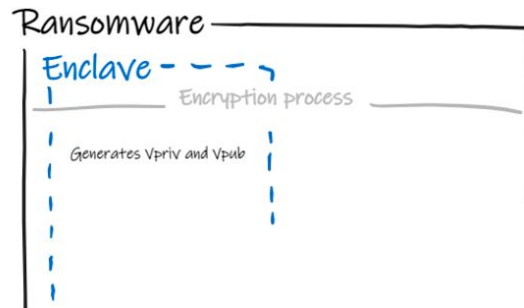 Ransomware
Enclave
Encryption process
Generates Vpriv and Vpub